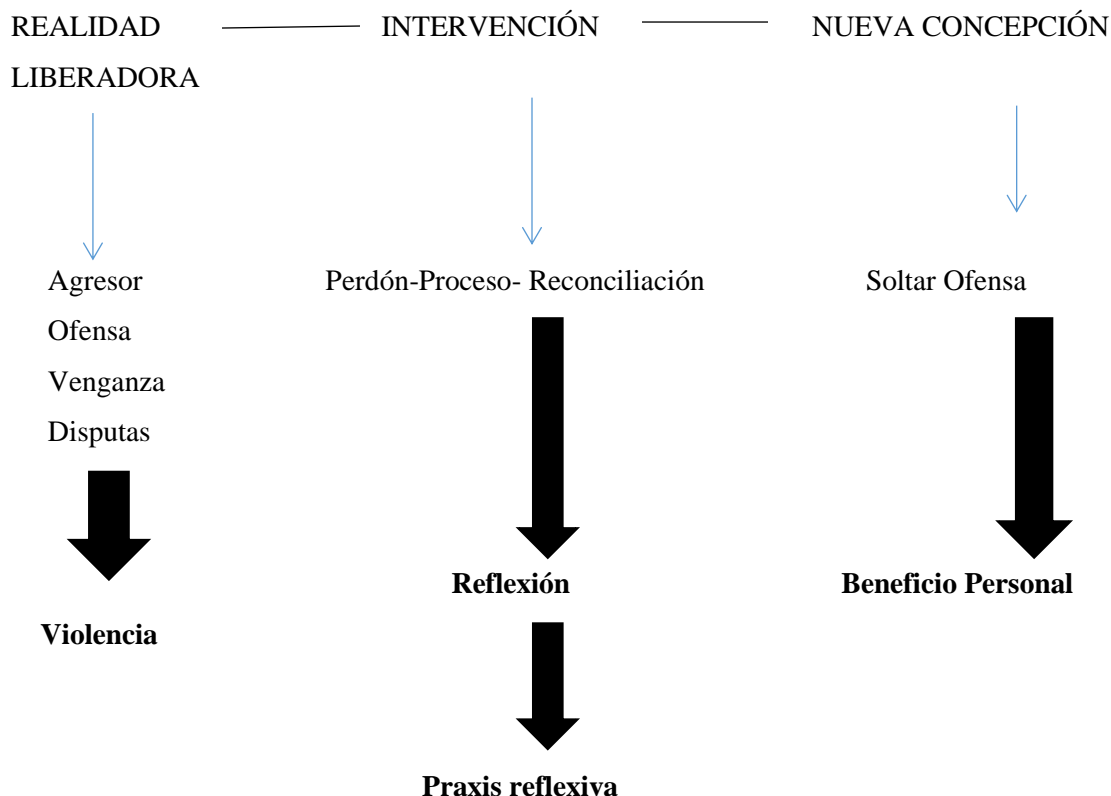 REALIDAD INTERVENCIÓN NUEVA CONCEPCIÓN
LIBERADORA
Agresor Perdón-Proceso- Reconciliación Soltar Ofensa
Ofensa
Venganza
Disputas
Reflexión Beneficio Personal
Violencia
Praxis reflexiva